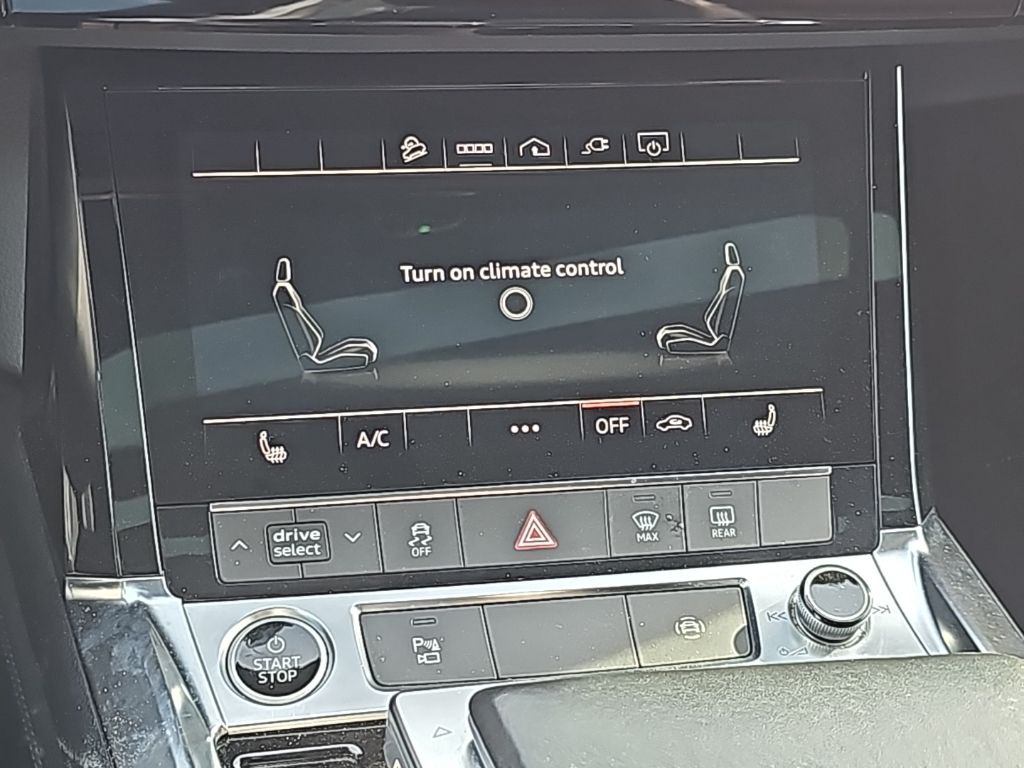 Turn on climate control
A/C
•••
OFF
drive
select
OFF
MAX
REAR
START
STOP
P